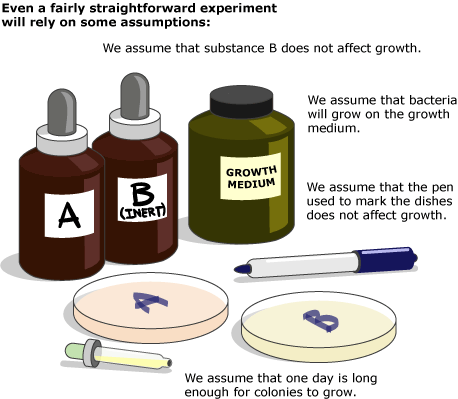 Even a fairly straightforward experiment
will rely on some assumptions:
We assume that substance B does not affect growth.
We assume that bacteria
will grow on the growth
medium.
A
B
(INERT)
GROWTH
MEDIUM
We assume that the pen
used to mark the dishes
does not affect growth.
A
B
We assume that one day is long
enough for colonies to grow.